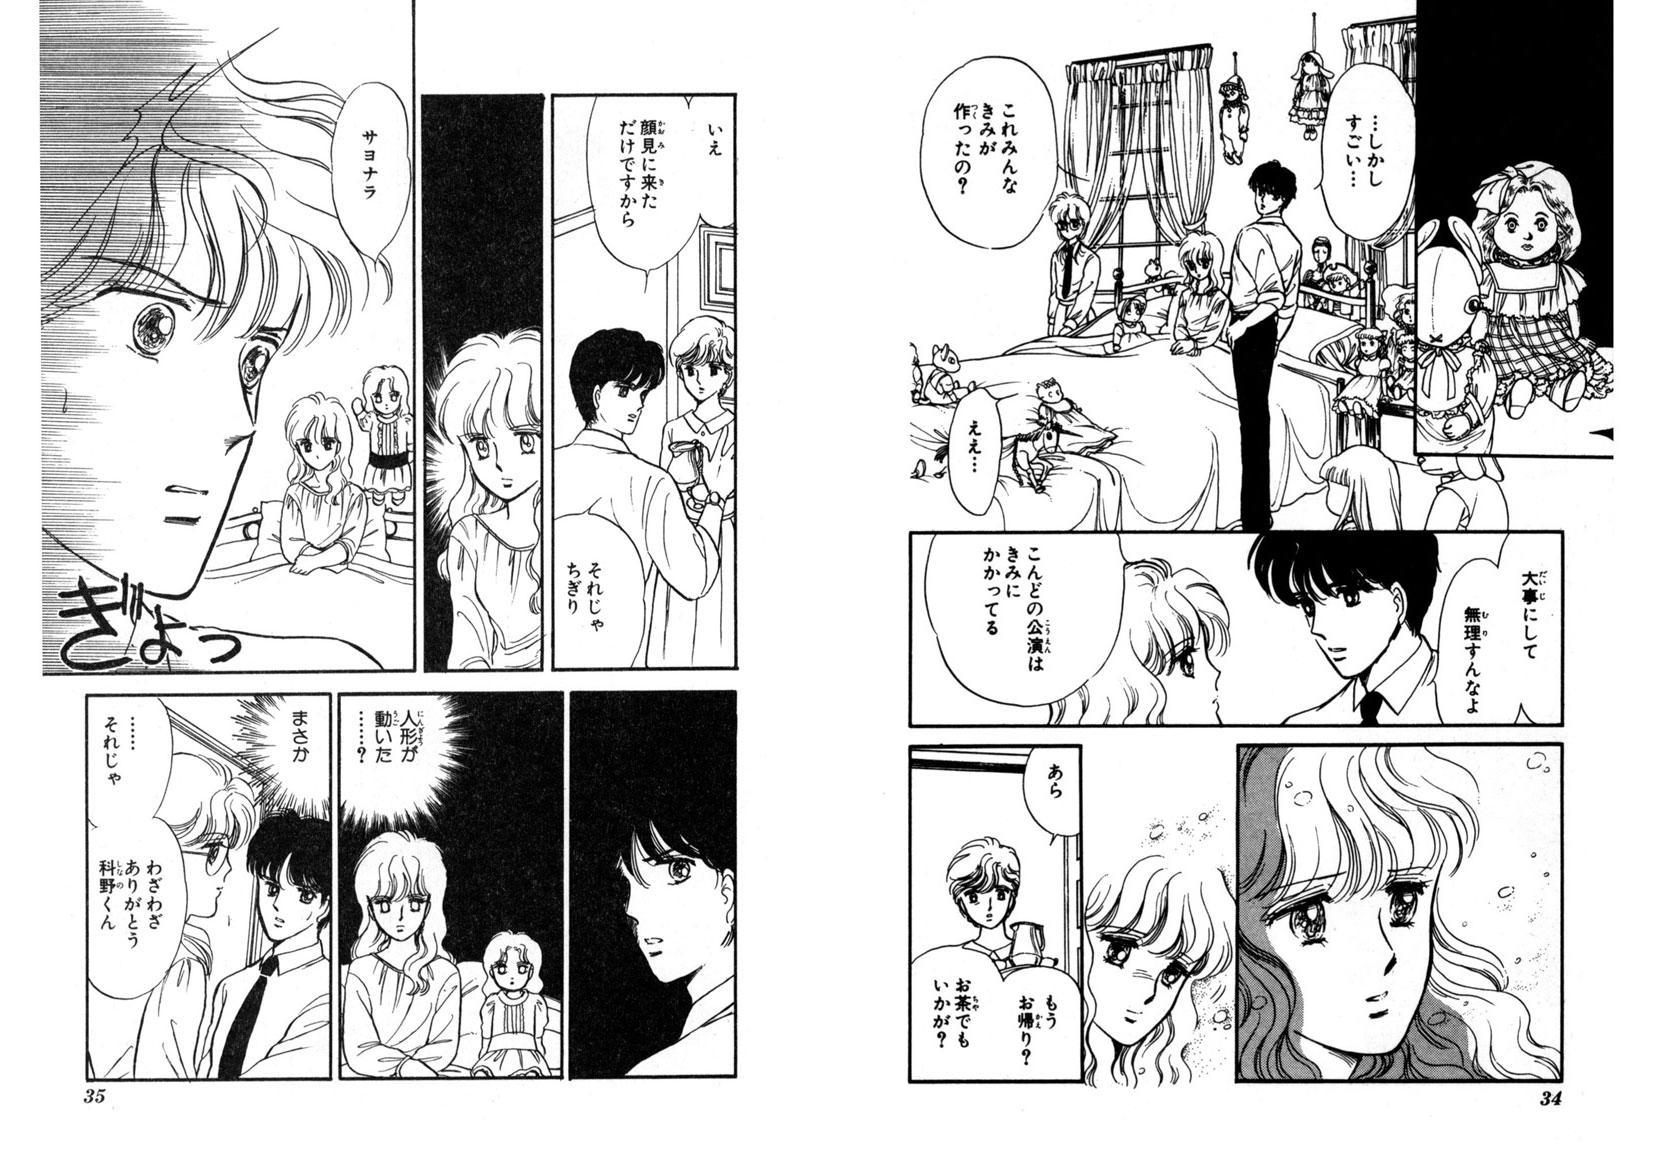 …しかし
すごい…
これみんな
きみが
作ったの？
ええ…
大事にして
無理すんなよ
こんどの公演は
きみに
かかってる
あら
もう
お帰り？
お茶でも
いかが？
34
いえ
顔見に来た
だけですから
それじゃ
ちぎり
サヨナラ
ぎょっ
人形が
動いた
……？
まさか
……
それじゃ
わざわざ
ありがとう
科野くん
35